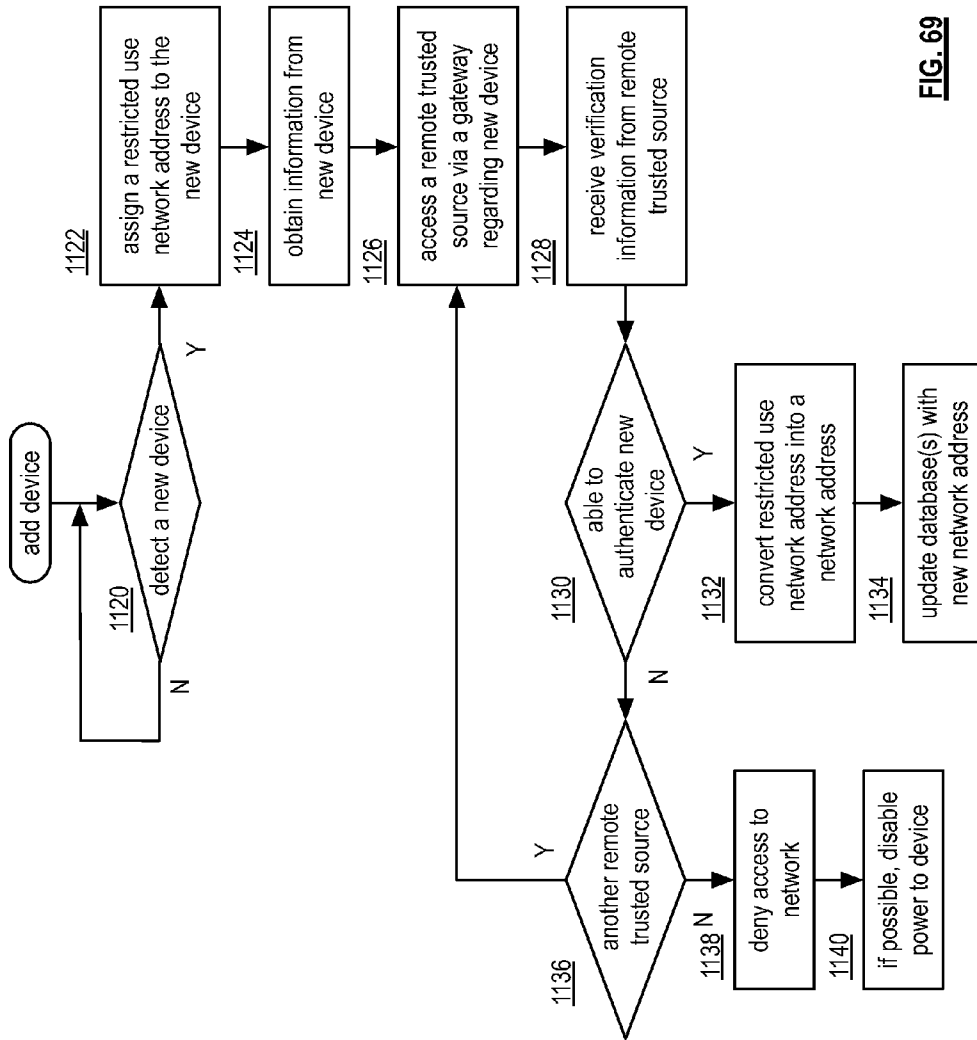 add device
1120
detect a new device
N
Y
1122
assign a restricted use
network address to the
new device
1124
obtain information from
new device
1126
access a remote trusted
source via a gateway
regarding new device
1128
receive verification
information from remote
trusted source
1130
able to
authenticate new
device
Y
N
1132
convert restricted use
network address into a
network address
1134
update database(s) with
new network address
1136
another remote
trusted source
Y
N
1138
deny access to
network
1140
if possible, disable
power to device
FIG. 69